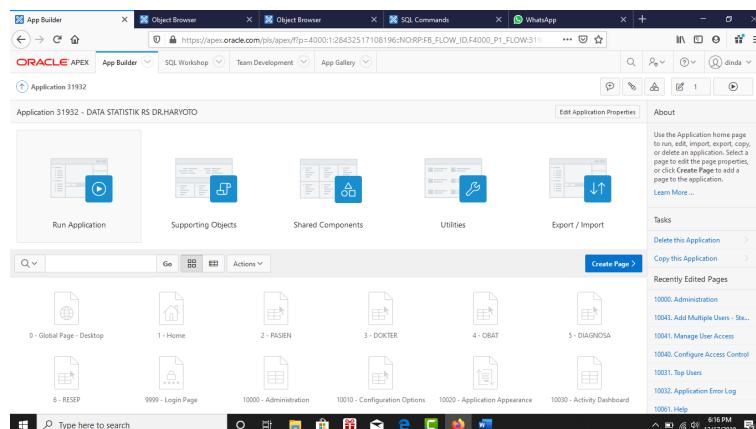 App Builder
Object Browser
Object Browser
SQL Commands
WhatsApp
https://apex.oracle.com/pls/apex/f?p=4000:1:28432517108196::NO:RP:FB_FLOW_ID,F4000_P1_FLOW:319
ORACLE APEX App Builder SQL Workshop Team Development App Gallery dinda
Application 31932
1
Application 31932 - DATA STATISTIK RS DR.HARYOTO
Edit Application Properties
Run Application
Supporting Objects
Shared Components
Utilities
Export / Import
Go
Actions
Create Page >
0 - Global Page - Desktop
1 - Home
2 - PASIEN
3 - DOKTER
4 - OBAT
5 - DIAGNOSA
6 - RESEP
9999 - Login Page
10000 - Administration
10010 - Configuration Options
10020 - Application Appearance
10030 - Activity Dashboard
About
Use the Application home page
to run, edit, import, export, copy,
or delete an application. Select a
page to edit the page properties,
or click Create Page to add a
page to the application.
Learn More ...
Tasks
Delete this Application
Copy this Application
Recently Edited Pages
10000. Administration
10043. Add Multiple Users - Ste...
10041. Manage User Access
10040. Configure Access Control
10031. Top Users
10032. Application Error Log
10061. Help
Type here to search
6:16 PM